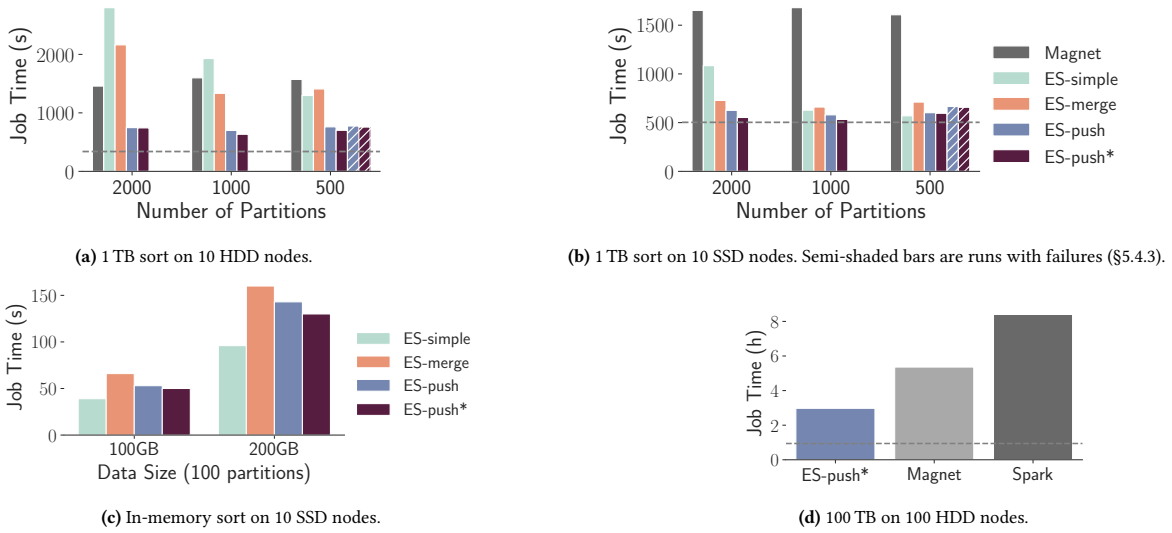 Job Time (s)
2000
1000
0
2000
1000
500
Number of Partitions
(a) 1 TB sort on 10 HDD nodes.
Job Time (s)
1500
1000
500
0
2000
1000
500
Number of Partitions
Magnet
ES-simple
ES-merge
ES-push
ES-push*
(b) 1 TB sort on 10 SSD nodes. Semi-shaded bars are runs with failures (§5.4.3).
Job Time (s)
150
100
50
0
100GB
200GB
Data Size (100 partitions)
ES-simple
ES-merge
ES-push
ES-push*
(c) In-memory sort on 10 SSD nodes.
Job Time (h)
8
6
4
2
0
ES-push*
Magnet
Spark
(d) 100 TB on 100 HDD nodes.